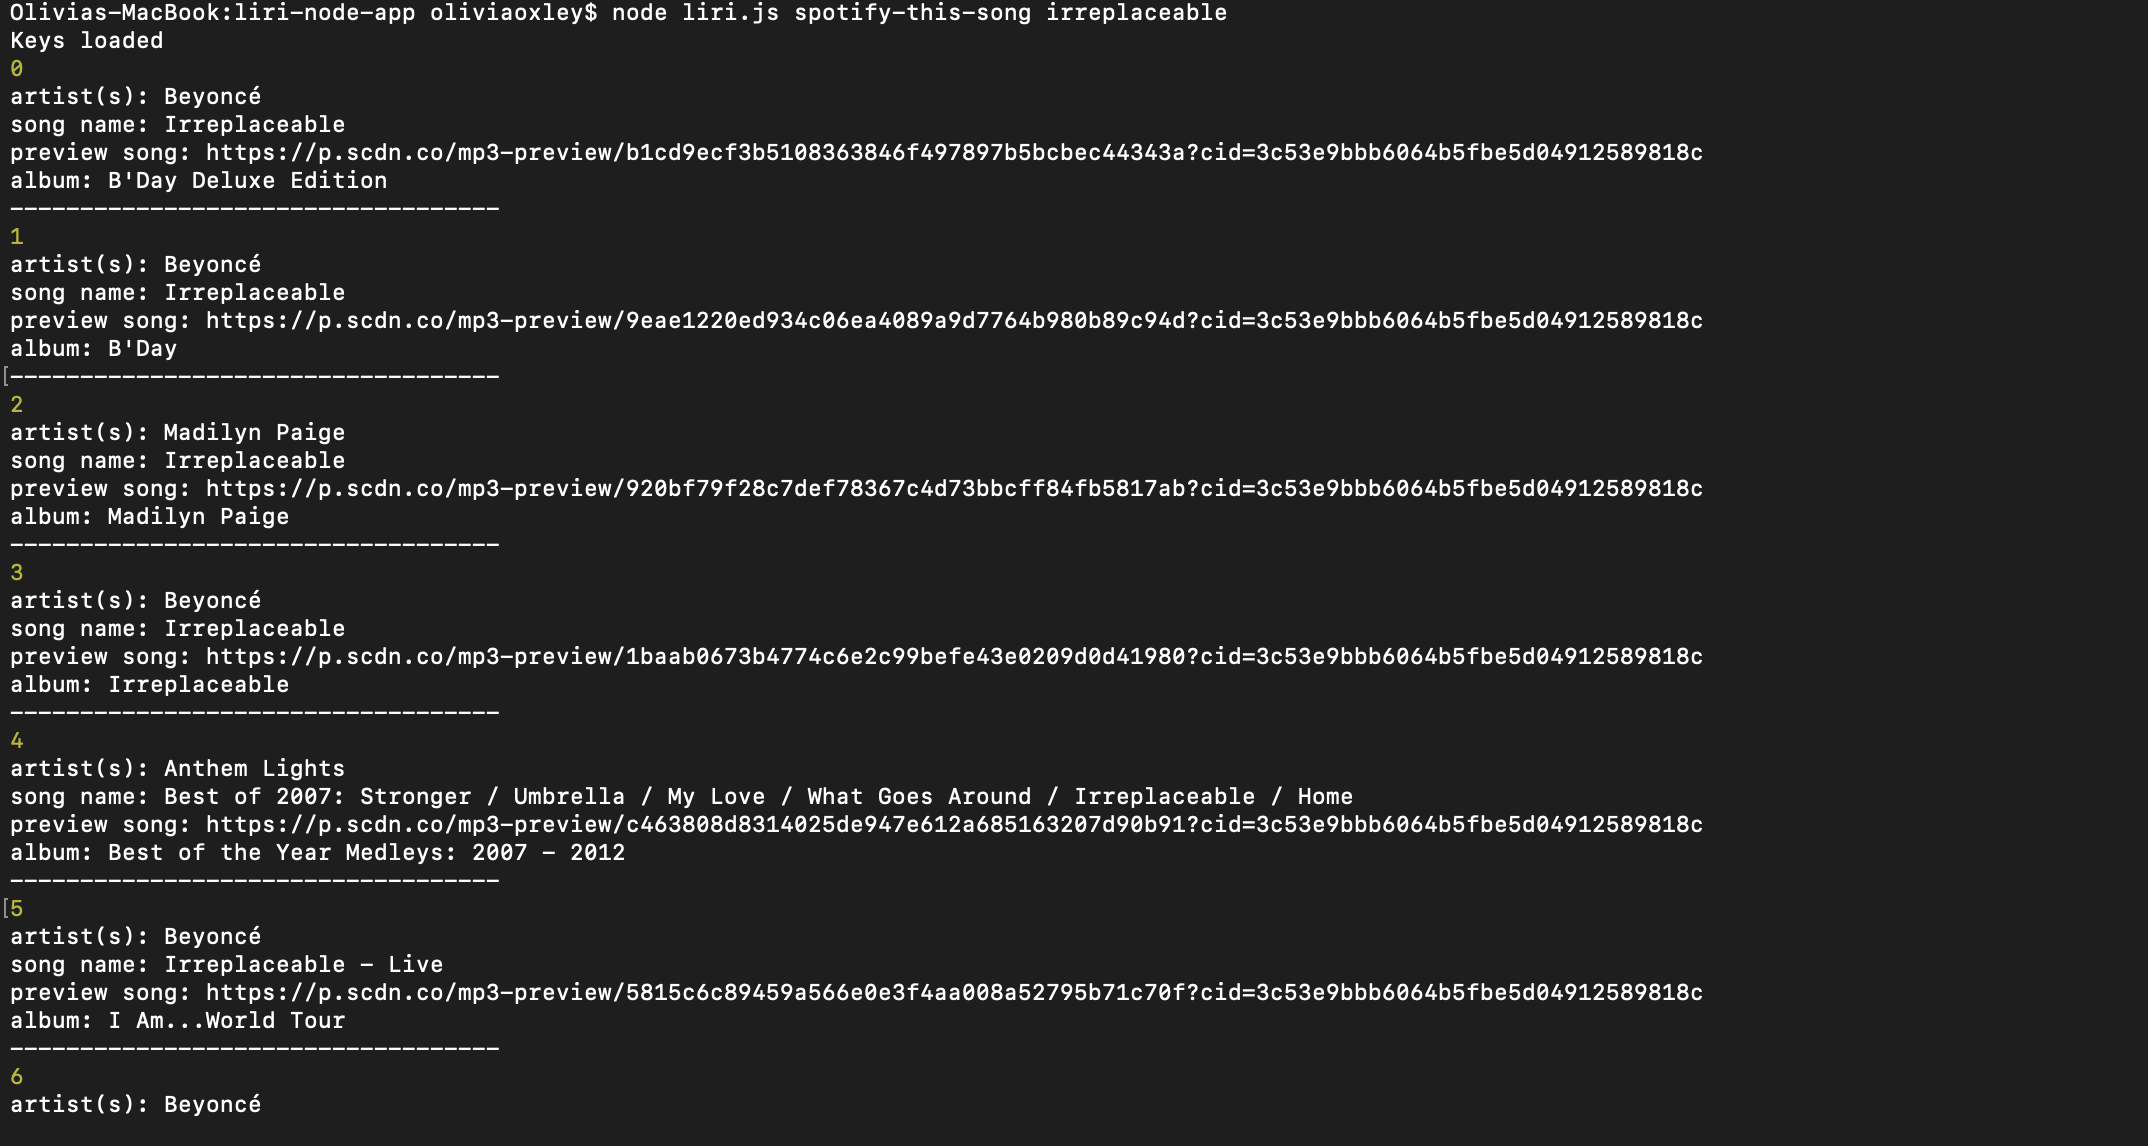 Olivias-MacBook:liri-node-app oliviaoxley$ node liri.js spotify-this-song irreplaceable
Keys loaded
0
artist(s): Beyoncé
song name: Irreplaceable
preview song: https://p.scdn.co/mp3-preview/b1cd9ecf3b5108363846f497897b5bcbec44343a?cid=3c53e9bbb6064b5fbe5d04912589818c
album: B'Day Deluxe Edition
-----------------------------------
1
artist(s): Beyoncé
song name: Irreplaceable
preview song: https://p.scdn.co/mp3-preview/9eae1220ed934c06ea4089a9d7764b980b89c94d?cid=3c53e9bbb6064b5fbe5d04912589818c
album: B'Day
[-----------------------------------
2
artist(s): Madilyn Paige
song name: Irreplaceable
preview song: https://p.scdn.co/mp3-preview/920bf79f28c7def78367c4d73bbcff84fb5817ab?cid=3c53e9bbb6064b5fbe5d04912589818c
album: Madilyn Paige
-----------------------------------
3
artist(s): Beyoncé
song name: Irreplaceable
preview song: https://p.scdn.co/mp3-preview/1baab0673b4774c6e2c99befe43e0209d0d41980?cid=3c53e9bbb6064b5fbe5d04912589818c
album: Irreplaceable
-----------------------------------
4
artist(s): Anthem Lights
song name: Best of 2007: Stronger / Umbrella / My Love / What Goes Around / Irreplaceable / Home
preview song: https://p.scdn.co/mp3-preview/c463808d8314025de947e612a685163207d90b91?cid=3c53e9bbb6064b5fbe5d04912589818c
album: Best of the Year Medleys: 2007 - 2012
-----------------------------------
[5
artist(s): Beyoncé
song name: Irreplaceable - Live
preview song: https://p.scdn.co/mp3-preview/5815c6c89459a566e0e3f4aa008a52795b71c70f?cid=3c53e9bbb6064b5fbe5d04912589818c
album: I Am...World Tour
-----------------------------------
6
artist(s): Beyoncé